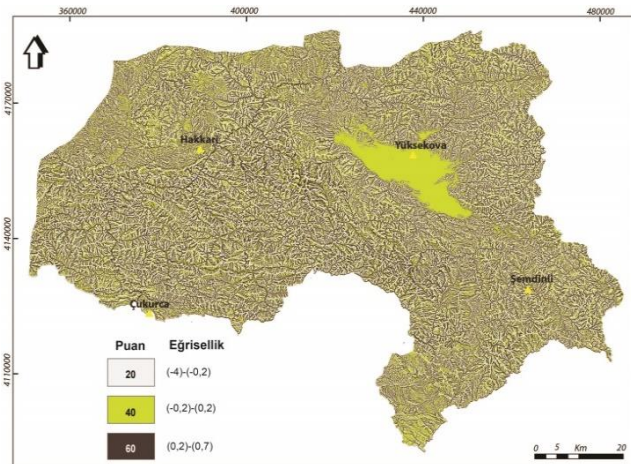 360000 400000 440000 480000
4170000
4140000
4110000
Hakkari
Yüksekova
Şemdinli
Çukurca
Puan Eğrisellik
20 (-4)-(-0,2)
40 (-0,2)-(0,2)
60 (0,2)-(0,7)
0 5 Km 20